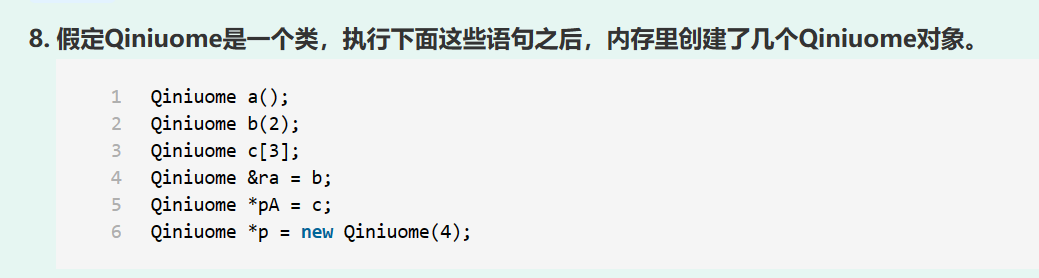 8. 假定Qiniuome是一个类，执行下面这些语句之后，内存里创建了几个Qiniuome对象。
1 Qiniuome a();
2 Qiniuome b(2);
3 Qiniuome c[3];
4 Qiniuome &ra = b;
5 Qiniuome *pA = c;
6 Qiniuome *p = new Qiniuome(4);